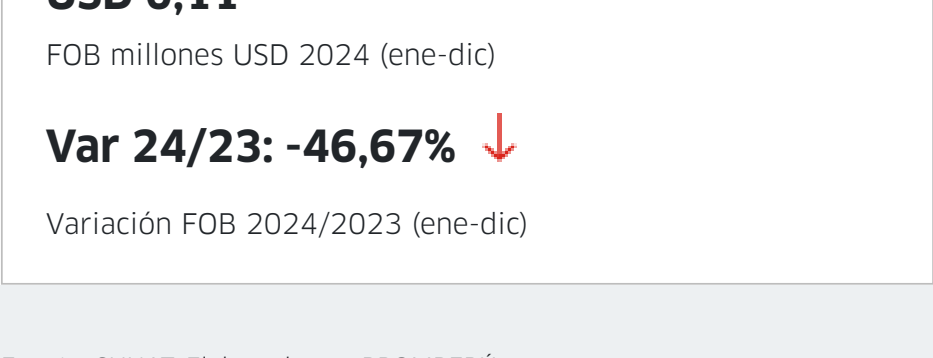 FOB millones USD 2024 (ene-dic)
Var 24/23: -46,67%
Variación FOB 2024/2023 (ene-dic)